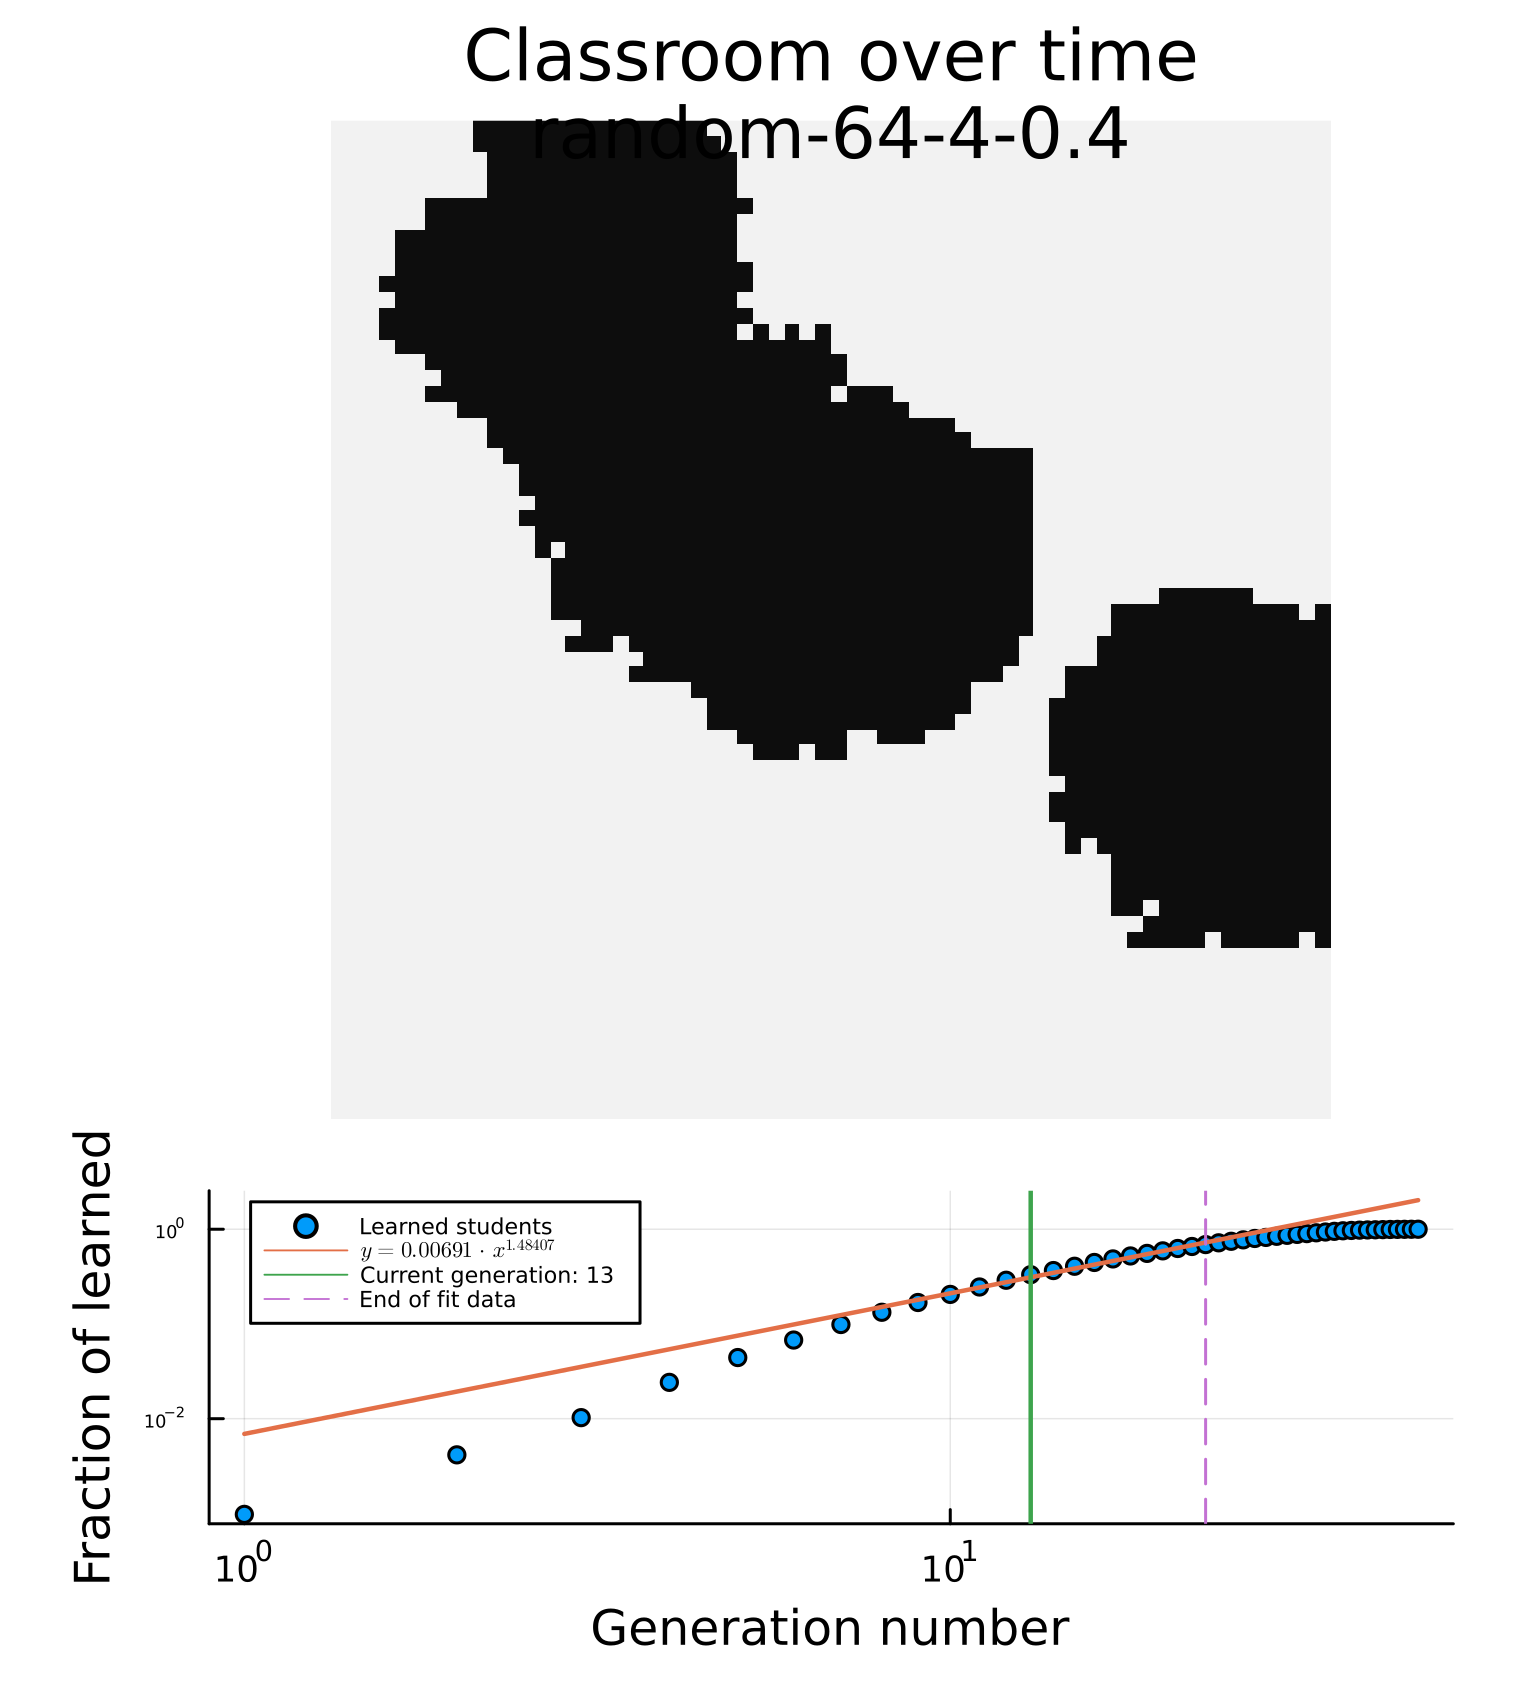 Classroom over time
random-64-4-0.4
Fraction of learned
10⁰
10⁻²
Learned students
y = 0.00691 · x^1.48407
Current generation: 13
End of fit data
10⁰
10¹
Generation number